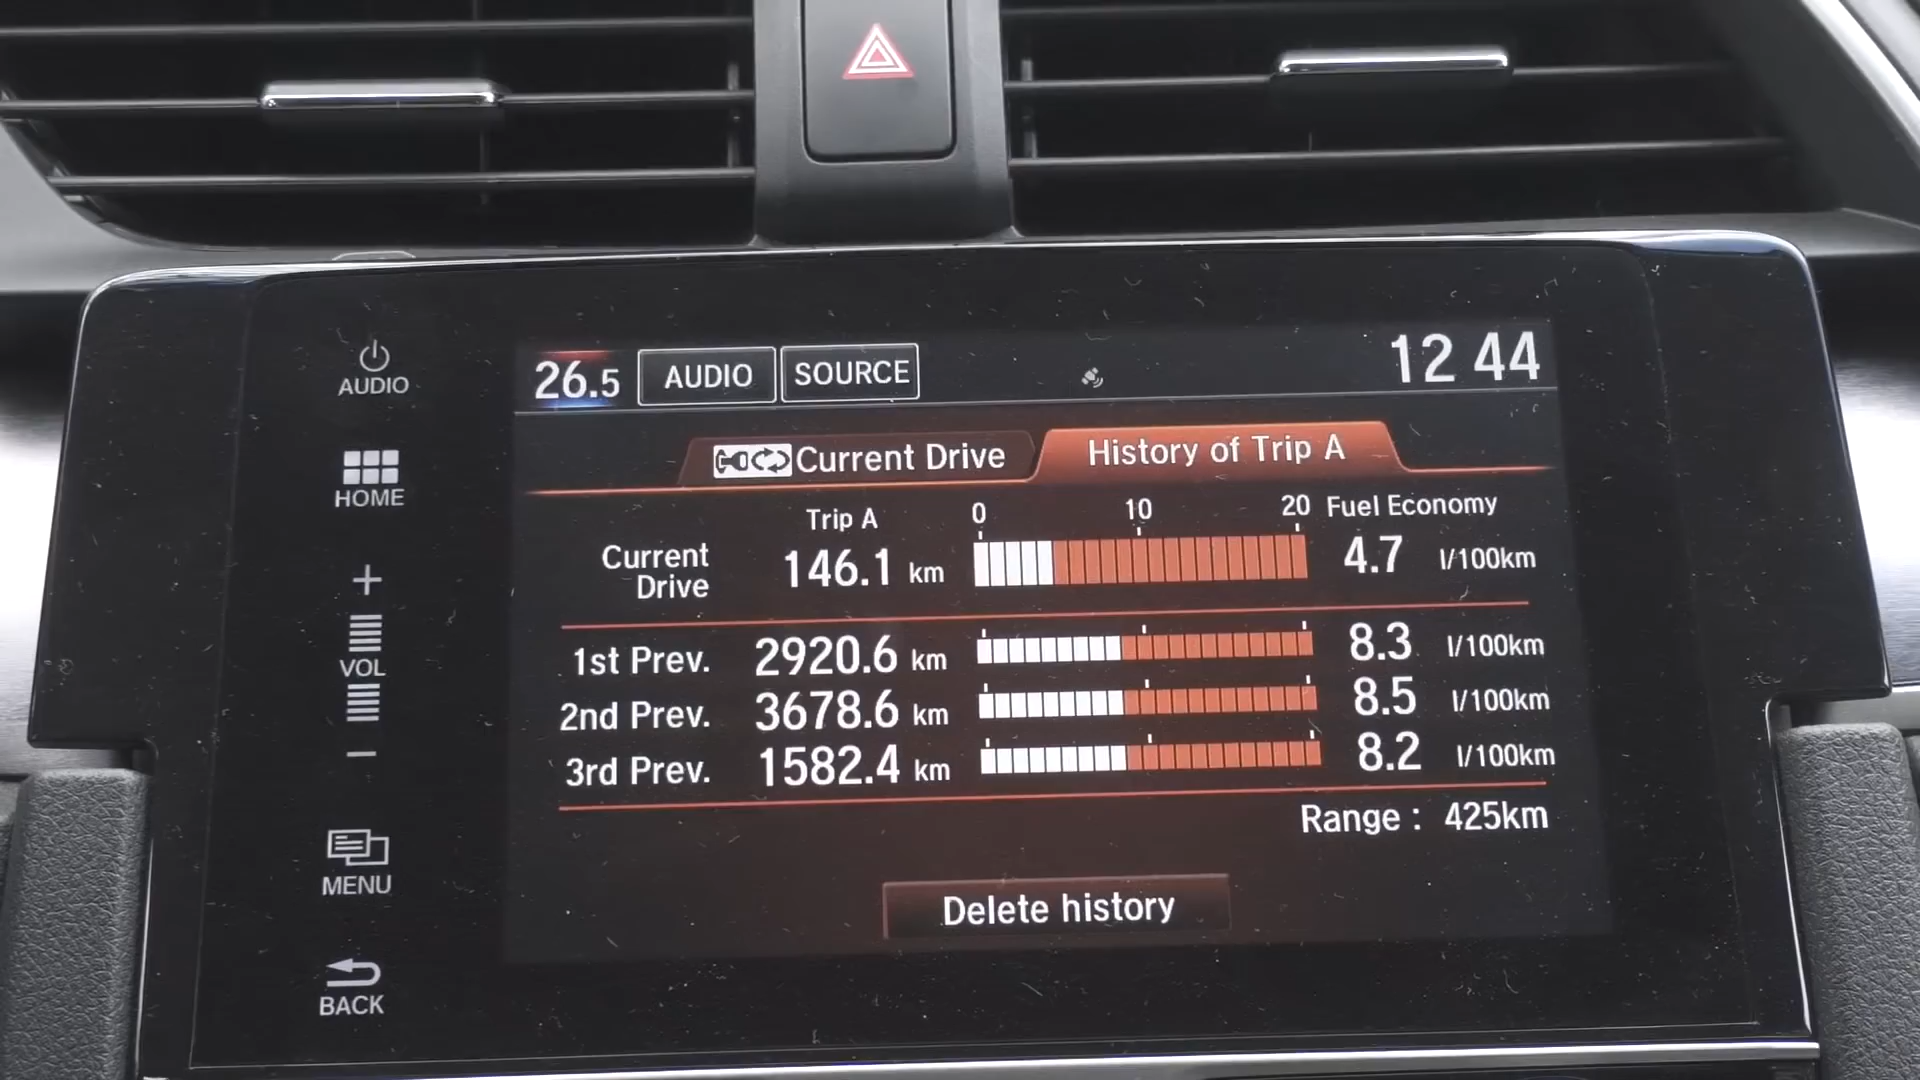 26.5 AUDIO SOURCE 12 44
AUDIO
HOME
+
VOL
−
MENU
BACK
Current Drive History of Trip A
Trip A 0 10 20 Fuel Economy
Current Drive 146.1 km 4.7 l/100km
1st Prev. 2920.6 km 8.3 l/100km
2nd Prev. 3678.6 km 8.5 l/100km
3rd Prev. 1582.4 km 8.2 l/100km
Range : 425km
Delete history